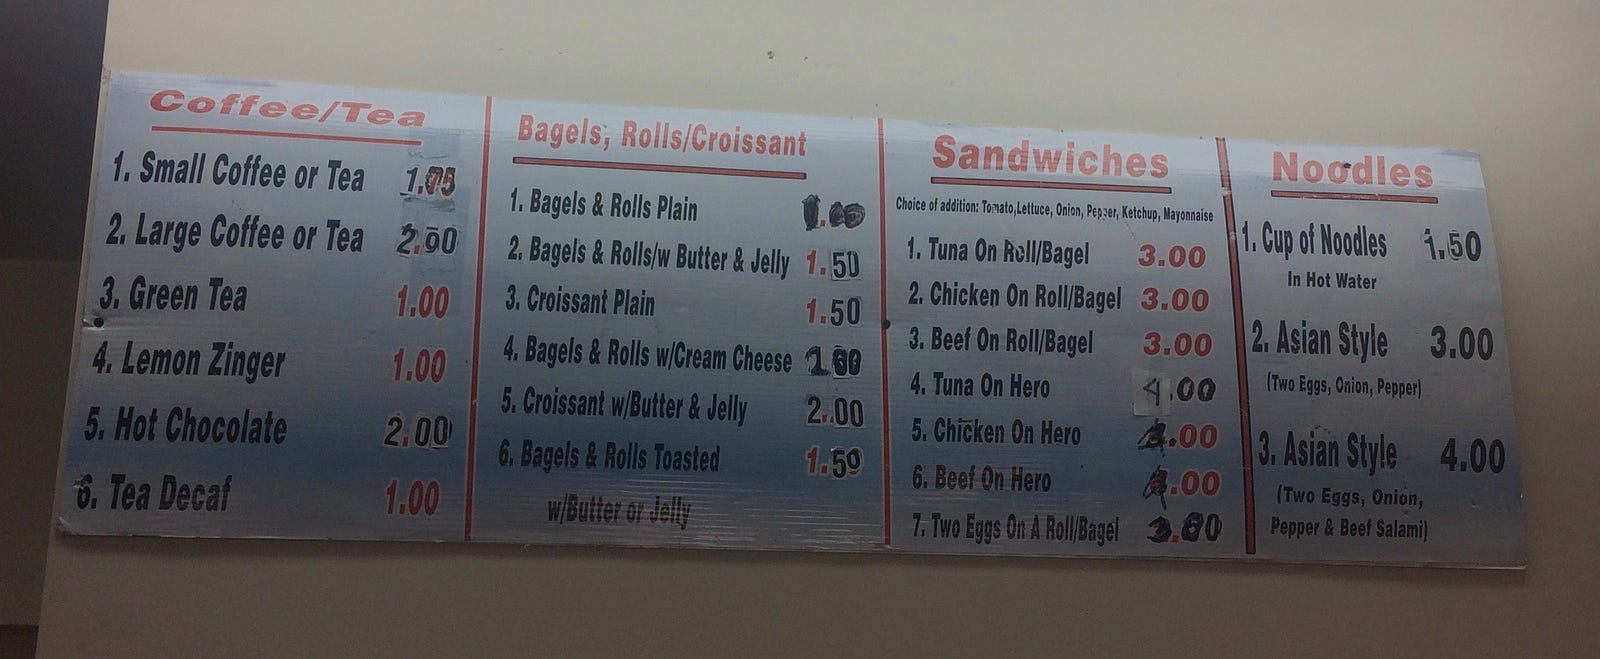 Coffee/Tea
1. Small Coffee or Tea 1.75
2. Large Coffee or Tea 2.00
3. Green Tea 1.00
4. Lemon Zinger 1.00
5. Hot Chocolate 2.00
6. Tea Decaf 1.00
Bagels, Rolls/Croissant
1. Bagels & Rolls Plain
2. Bagels & Rolls/w Butter & Jelly 1.50
3. Croissant Plain 1.50
4. Bagels & Rolls w/Cream Cheese
5. Croissant w/Butter & Jelly 2.00
6. Bagels & Rolls Toasted 1.50
w/Butter or Jelly
Sandwiches
Choice of addition: Tomato,Lettuce, Onion, Pepper, Ketchup, Mayonnaise
1. Tuna On Roll/Bagel 3.00
2. Chicken On Roll/Bagel 3.00
3. Beef On Roll/Bagel 3.00
4. Tuna On Hero 4.00
5. Chicken On Hero
6. Beef On Hero
7. Two Eggs On A Roll/Bagel
Noodles
1. Cup of Noodles 1.50
In Hot Water
2. Asian Style 3.00
(Two Eggs, Onion, Pepper)
3. Asian Style 4.00
(Two Eggs, Onion,
Pepper & Beef Salami)